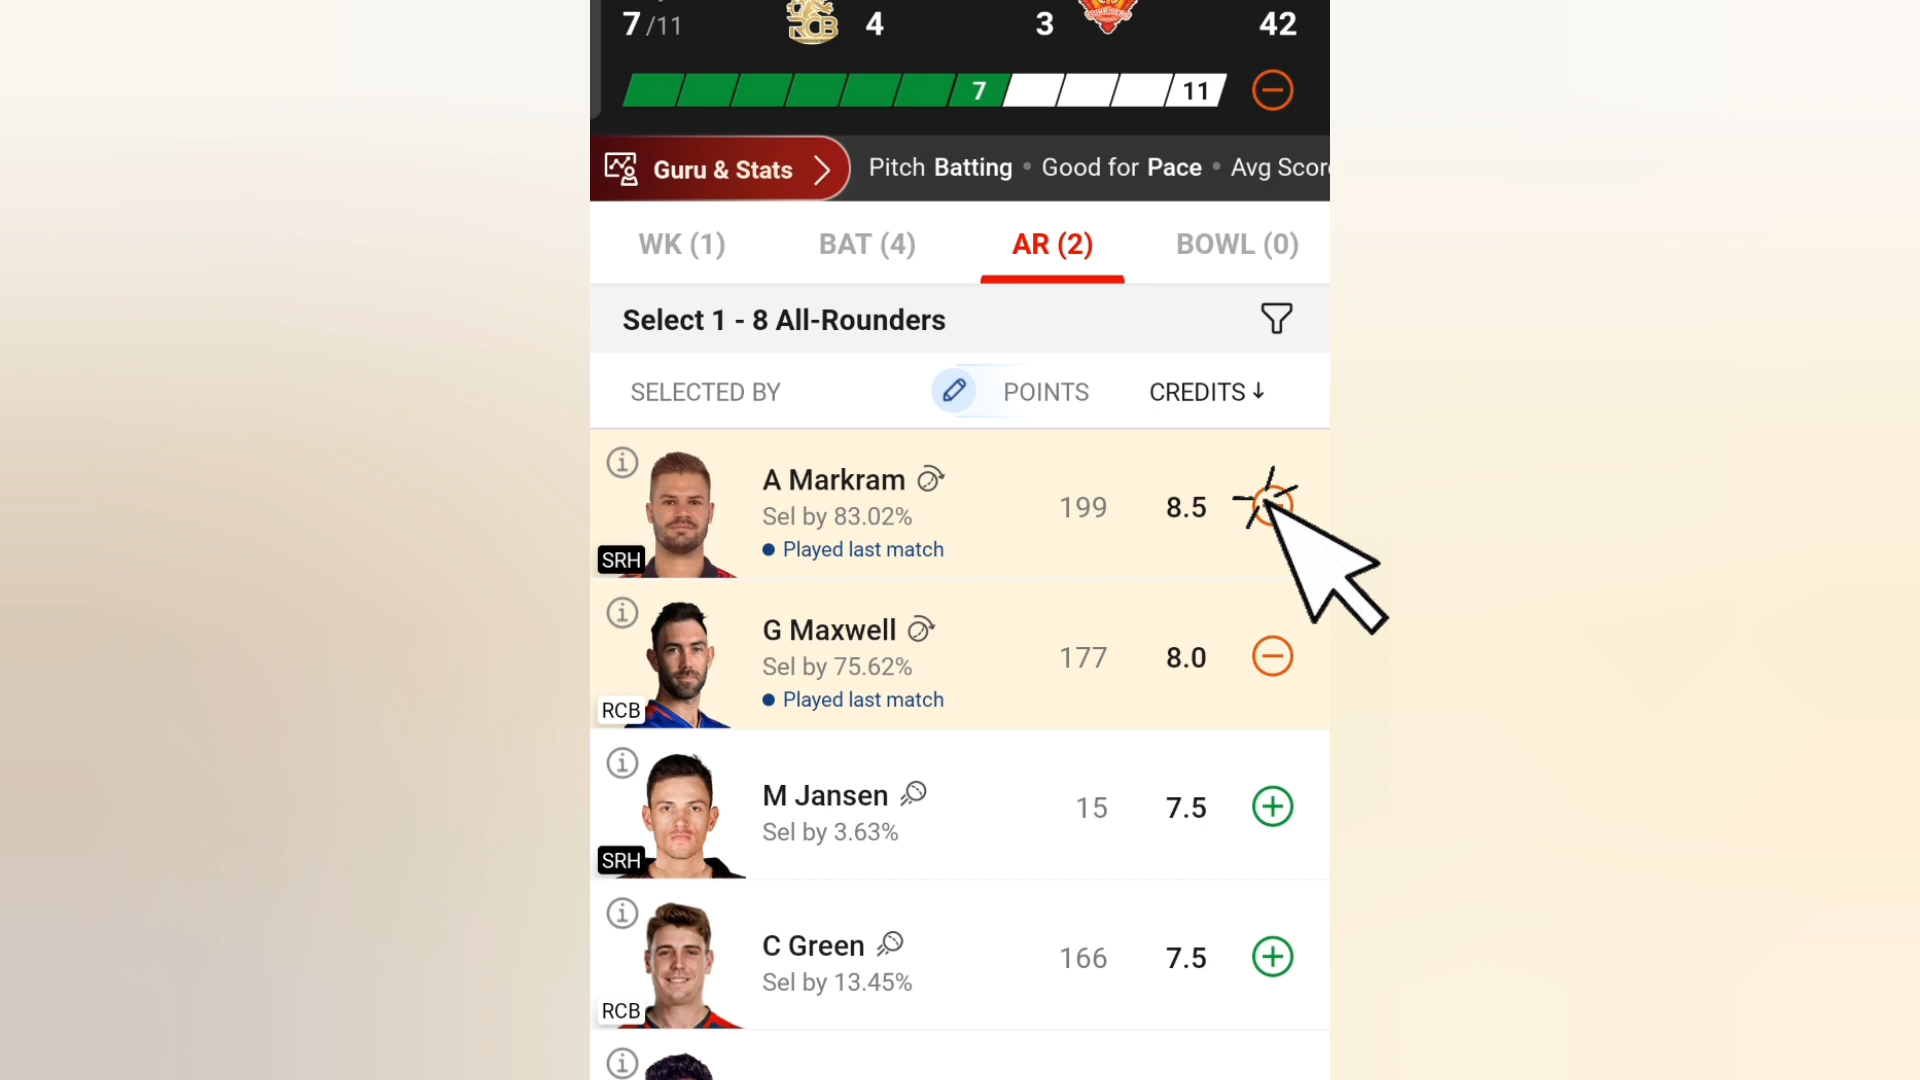 7 /11 RCB 4 3 SUNRISERS 42
7 11
Guru & Stats Pitch Batting • Good for Pace • Avg Scor
WK (1) BAT (4) AR (2) BOWL (0)
Select 1 - 8 All-Rounders
SELECTED BY POINTS CREDITS ↓
A Markram
Sel by 83.02%
199 8.5
Played last match
SRH
G Maxwell
Sel by 75.62%
177 8.0
Played last match
RCB
M Jansen
Sel by 3.63%
15 7.5
SRH
C Green
Sel by 13.45%
166 7.5
RCB